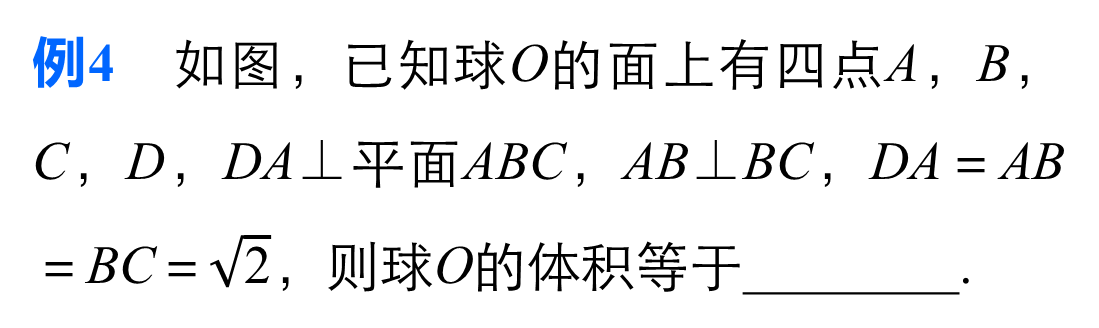 例4 如图，已知球O的面上有四点A，B，
C，D，DA⊥平面ABC，AB⊥BC，DA=AB
=BC=√2，则球O的体积等于________.